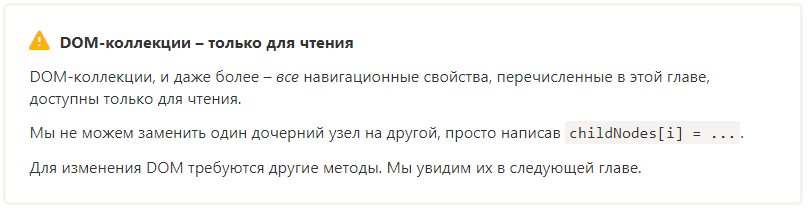 DOM-коллекции – только для чтения
DOM-коллекции, и даже более – все навигационные свойства, перечисленные в этой главе,
доступны только для чтения.
Мы не можем заменить один дочерний узел на другой, просто написав childNodes[i] = ....
Для изменения DOM требуются другие методы. Мы увидим их в следующей главе.